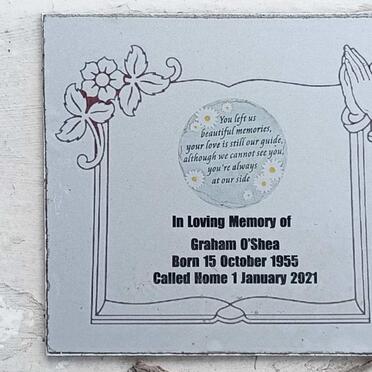 You left us
beautiful memories,
your love is still our guide,
although we cannot see you,
you're always
at our side
In Loving Memory of
Graham O'Shea
Born 15 October 1955
Called Home 1 January 2021